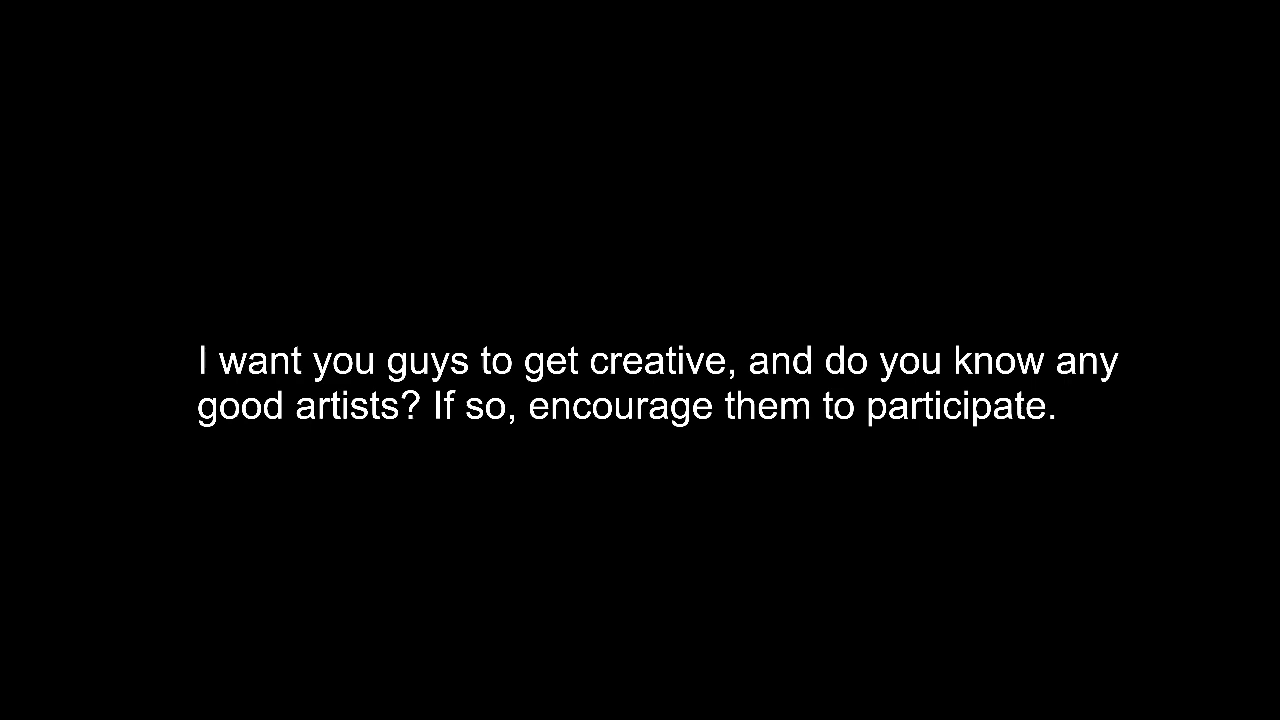 I want you guys to get creative, and do you know any
good artists? If so, encourage them to participate.